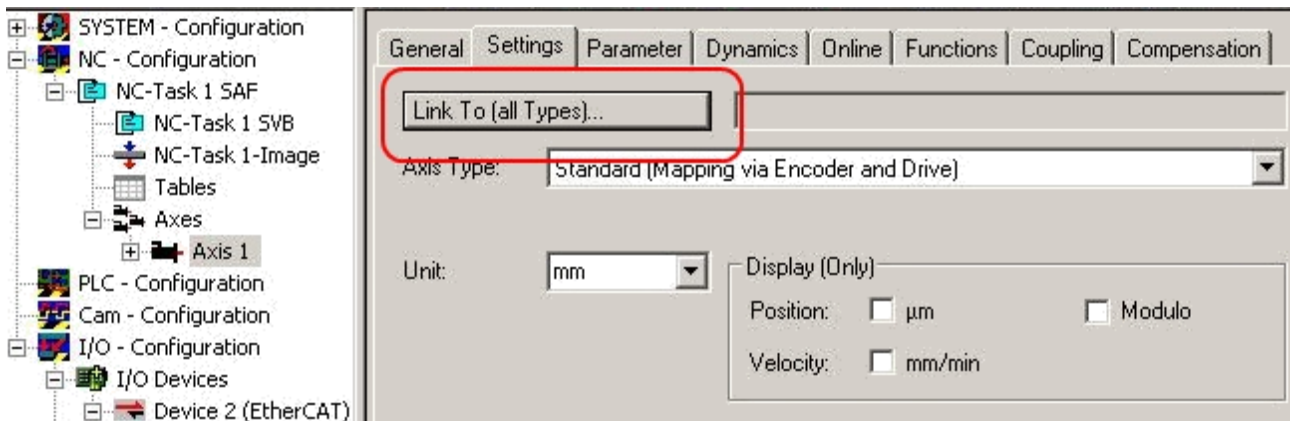 SYSTEM - Configuration
NC - Configuration
NC-Task 1 SAF
NC-Task 1 SVB
NC-Task 1-Image
Tables
Axes
Axis 1
PLC - Configuration
Cam - Configuration
I/O - Configuration
I/O Devices
Device 2 (EtherCAT)
General Settings Parameter Dynamics Online Functions Coupling Compensation
Link To (all Types)...
Axis Type: Standard (Mapping via Encoder and Drive)
Unit: mm
Display (Only)
Position: µm Modulo
Velocity: mm/min